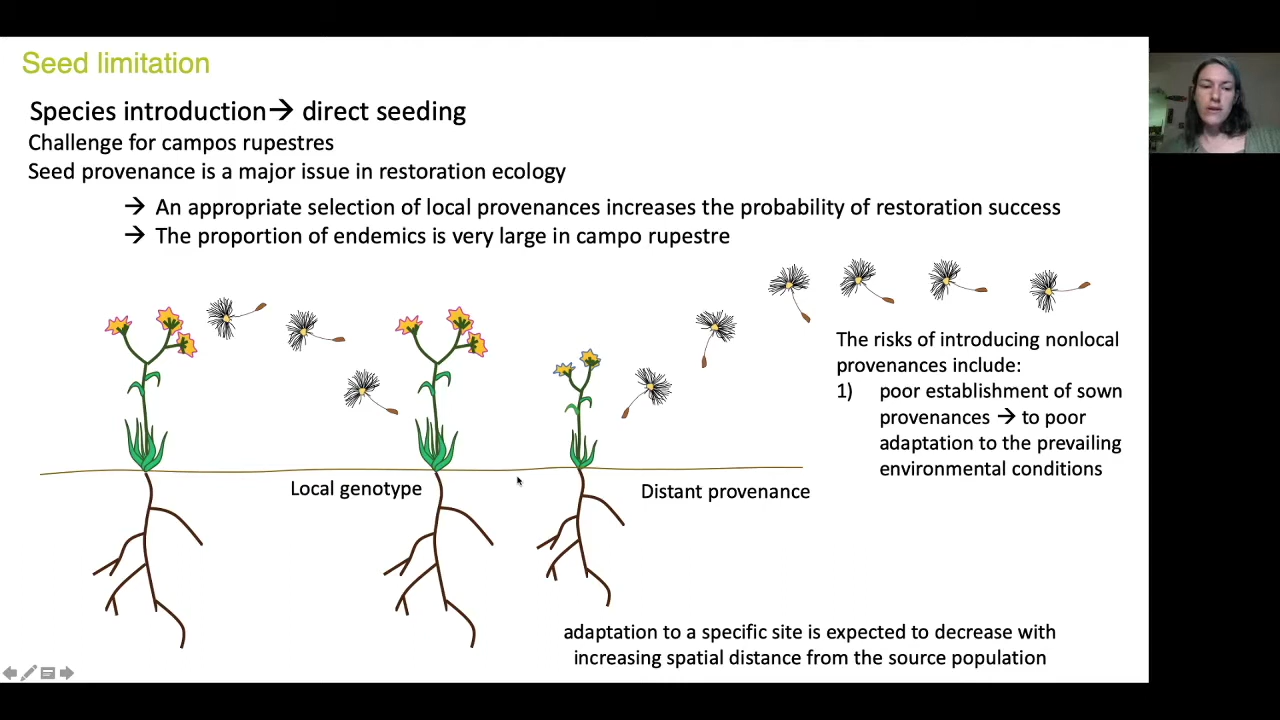 Seed limitation
Species introduction→ direct seeding
Challenge for campos rupestres
Seed provenance is a major issue in restoration ecology
→ An appropriate selection of local provenances increases the probability of restoration success
→ The proportion of endemics is very large in campo rupestre
The risks of introducing nonlocal
provenances include:
1) poor establishment of sown
provenances → to poor
adaptation to the prevailing
environmental conditions
Local genotype
Distant provenance
adaptation to a specific site is expected to decrease with
increasing spatial distance from the source population